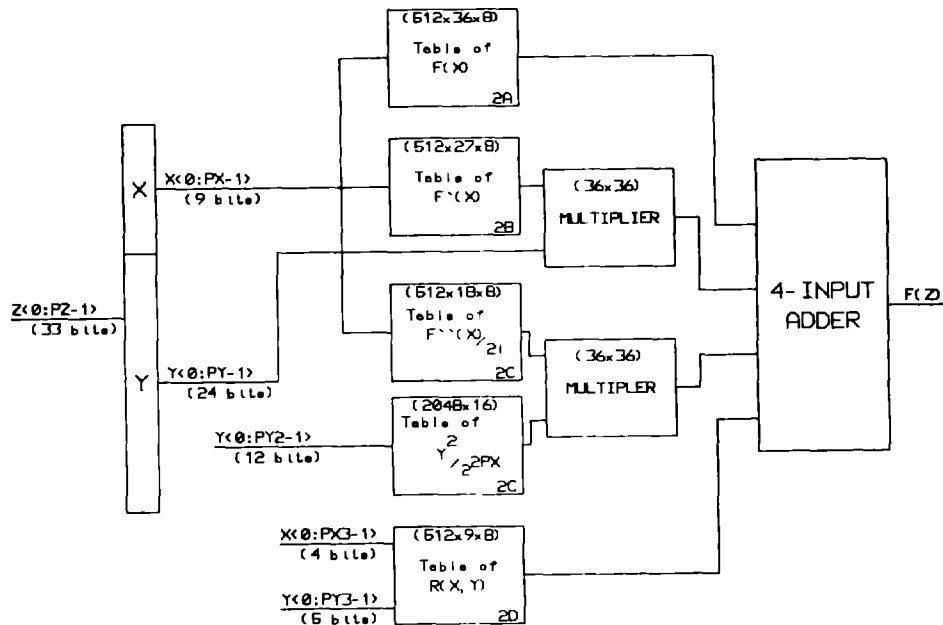 (512x36x8)
Table of
F(X)
2A
X
X<0:PX-1>
(9 bits)
(512x27x8)
Table of
F`(X)
2B
(36x36)
MULTIPLIER
Z<0:PZ-1>
(33 bits)
Y
Y<0:PY-1>
(24 bits)
(512x18x8)
Table of
F``(X)/2!
2C
(36x36)
MULTIPLER
4-INPUT
ADDER
F(Z)
Y<0:PY2-1>
(12 bits)
(2048x16)
Table of
Y²/2^2PX
2C
X<0:PX3-1>
(4 bits)
Y<0:PY3-1>
(5 bits)
(512x9x8)
Table of
R(X,Y)
2D